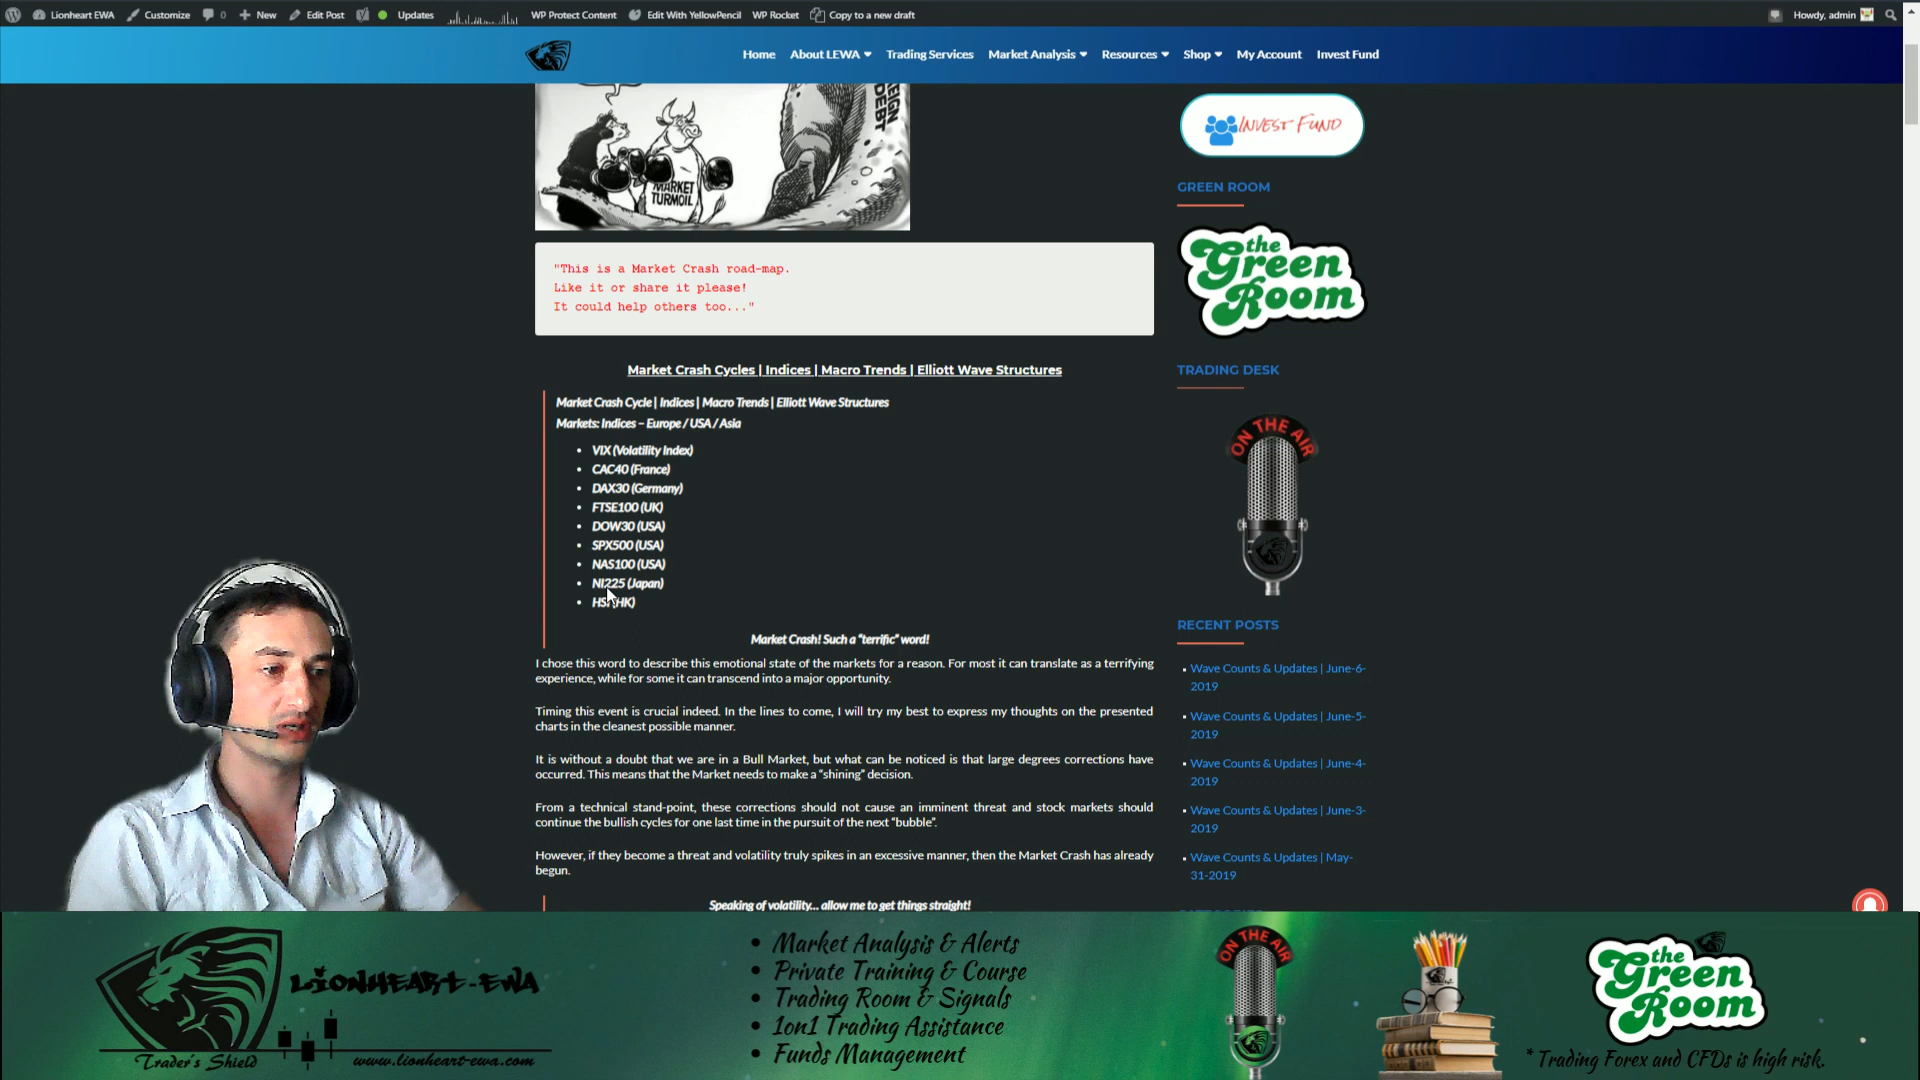 Lionheart EWA Customize 0 New Edit Post Updates WP Protect Content Edit With YellowPencil WP Rocket Copy to a new draft Howdy, admin
Home About LEWA Trading Services Market Analysis Resources Shop My Account Invest Fund
DEBT
MARKET
TURMOIL
"This is a Market Crash road-map.
Like it or share it please!
It could help others too..."
Market Crash Cycles | Indices | Macro Trends | Elliott Wave Structures
Market Crash Cycle | Indices | Macro Trends | Elliott Wave Structures
Markets: Indices – Europe / USA / Asia
• VIX (Volatility Index)
• CAC40 (France)
• DAX30 (Germany)
• FTSE100 (UK)
• DOW30 (USA)
• SPX500 (USA)
• NAS100 (USA)
• NI225 (Japan)
• HSI (HK)
Market Crash! Such a “terrific” word!
I chose this word to describe this emotional state of the markets for a reason. For most it can translate as a terrifying
experience, while for some it can transcend into a major opportunity.
Timing this event is crucial indeed. In the lines to come, I will try my best to express my thoughts on the presented
charts in the cleanest possible manner.
It is without a doubt that we are in a Bull Market, but what can be noticed is that large degrees corrections have
occurred. This means that the Market needs to make a “shining” decision.
From a technical stand-point, these corrections should not cause an imminent threat and stock markets should
continue the bullish cycles for one last time in the pursuit of the next “bubble”.
However, if they become a threat and volatility truly spikes in an excessive manner, then the Market Crash has already
begun.
Speaking of volatility... allow me to get things straight!
INVEST FUND
GREEN ROOM
the
Green
Room
TRADING DESK
ON THE AIR
RECENT POSTS
Wave Counts & Updates | June-6-
2019
Wave Counts & Updates | June-5-
2019
Wave Counts & Updates | June-4-
2019
Wave Counts & Updates | June-3-
2019
Wave Counts & Updates | May-
31-2019
LIONHEART-EWA
Trader's Shield
www.lionheart-ewa.com
• Market Analysis & Alerts
• Private Training & Course
• Trading Room & Signals
• 1on1 Trading Assistance
• Funds Management
ON THE AIR
the
Green
Room
* Trading Forex and CFDs is high risk.